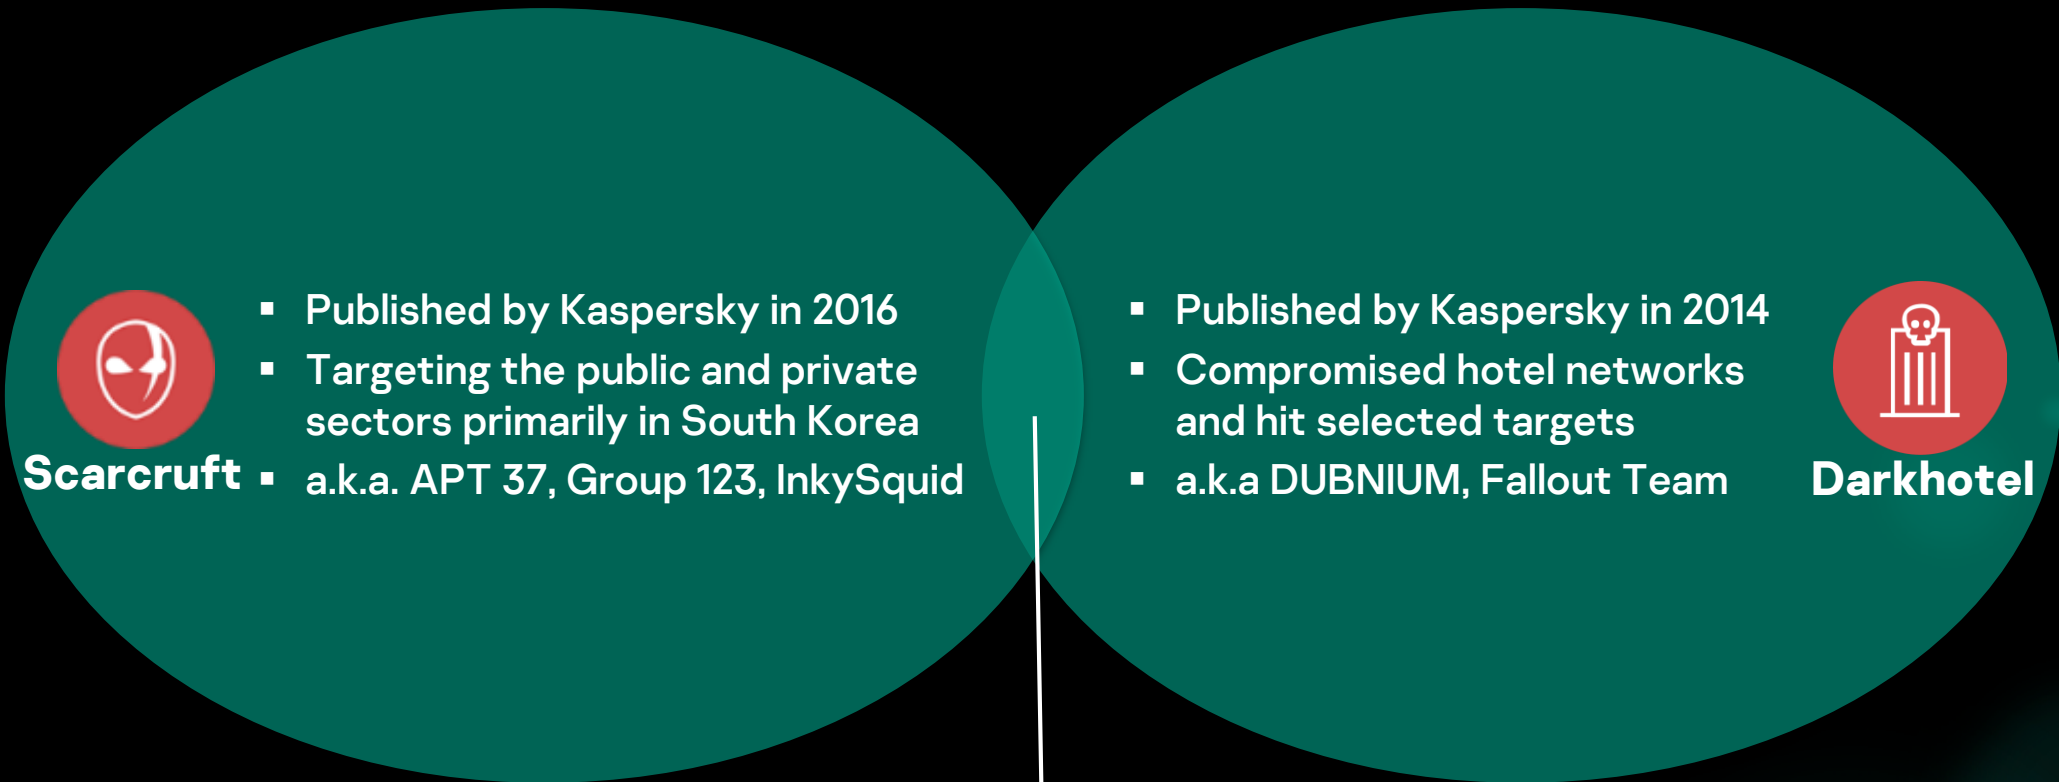 Scarcruft
▪ Published by Kaspersky in 2016
▪ Targeting the public and private
sectors primarily in South Korea
▪ a.k.a. APT 37, Group 123, InkySquid
▪ Published by Kaspersky in 2014
▪ Compromised hotel networks
and hit selected targets
▪ a.k.a DUBNIUM, Fallout Team
Darkhotel